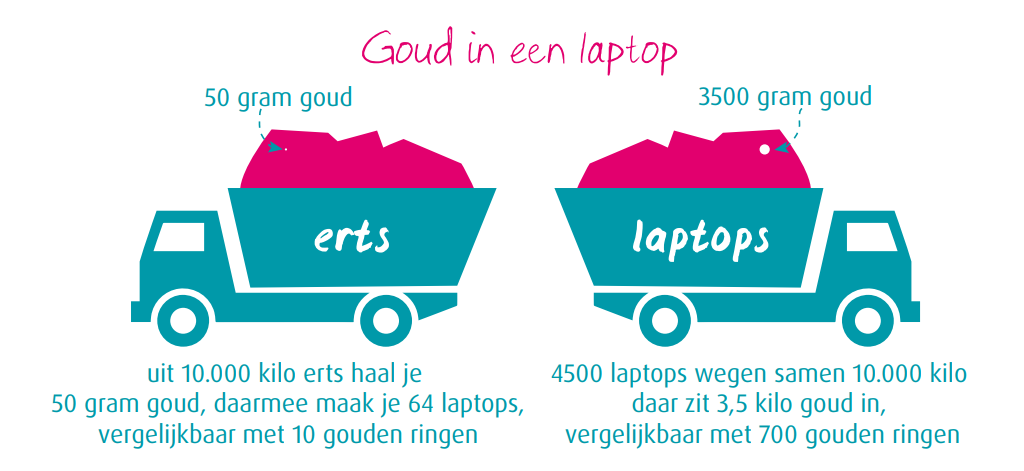 Goud in een laptop
50 gram goud
3500 gram goud
erts
laptops
uit 10.000 kilo erts haal je
50 gram goud, daarmee maak je 64 laptops,
vergelijkbaar met 10 gouden ringen
4500 laptops wegen samen 10.000 kilo
daar zit 3,5 kilo goud in,
vergelijkbaar met 700 gouden ringen